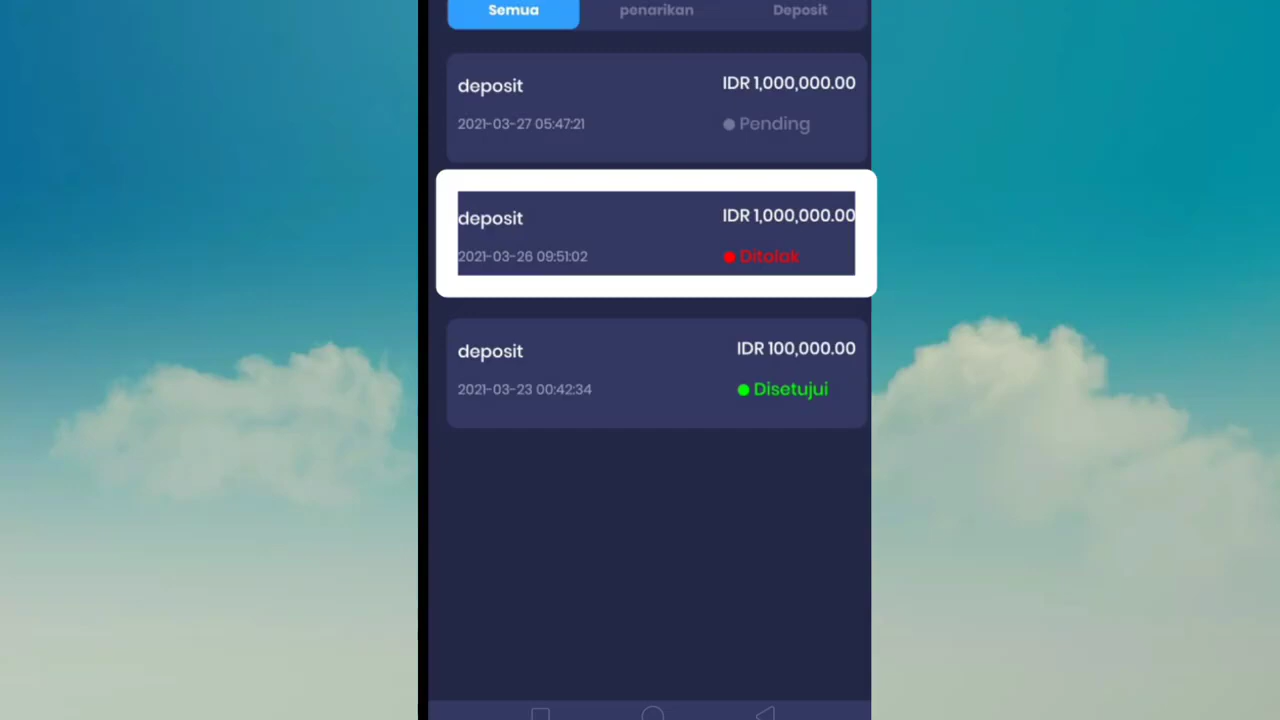 Semua penarikan Deposit
deposit IDR 1,000,000.00
2021-03-27 05:47:21 Pending
deposit IDR 1,000,000.00
2021-03-26 09:51:02 Ditolak
deposit IDR 100,000.00
2021-03-23 00:42:34 Disetujui